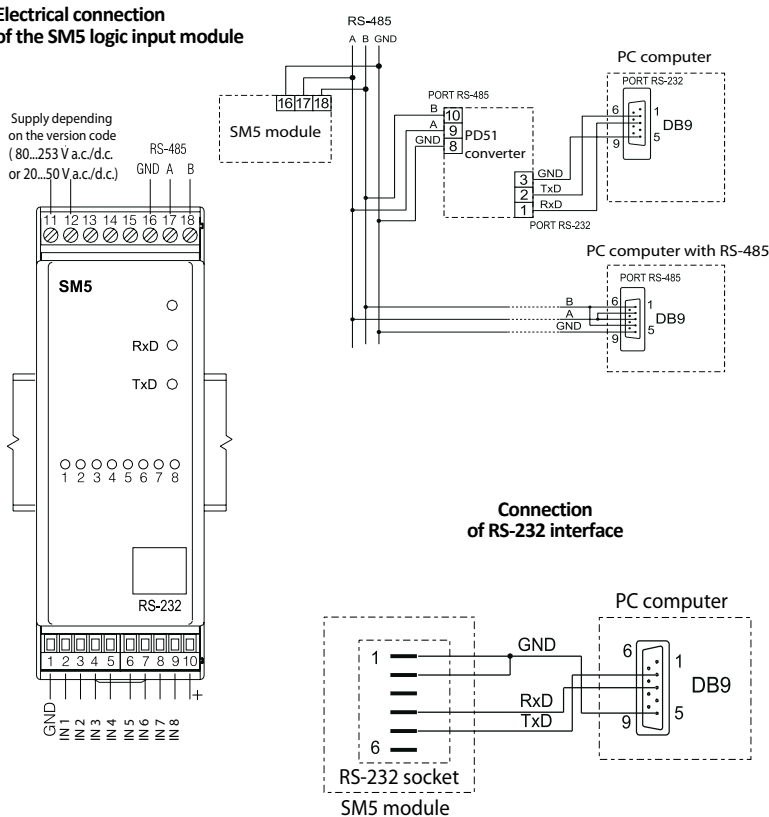 Electrical connection
of the SM5 logic input module
Supply depending
on the version code
( 80...253 V a.c./d.c.
or 20...50 V a.c./d.c.)
RS-485
GND A B
11 12 13 14 15 16 17 18
SM5
RxD
TxD
1 2 3 4 5 6 7 8
RS-232
1 2 3 4 5 6 7 8 9 10
GND
IN 1
IN 2
IN 3
IN 4
IN 5
IN 6
IN 7
IN 8
+
RS-485
A B GND
16 17 18
SM5 module
PORT RS-485
B 10
A 9
GND 8
PD51
converter
3 GND
2 TxD
1 RxD
PORT RS-232
PC computer
PORT RS-232
6 1
DB9
9 5
PC computer with RS-485
PORT RS-485
B
A
GND
6 1
DB9
9 5
Connection
of RS-232 interface
PC computer
1
GND
RxD
TxD
6
6 1
DB9
9 5
RS-232 socket
SM5 module